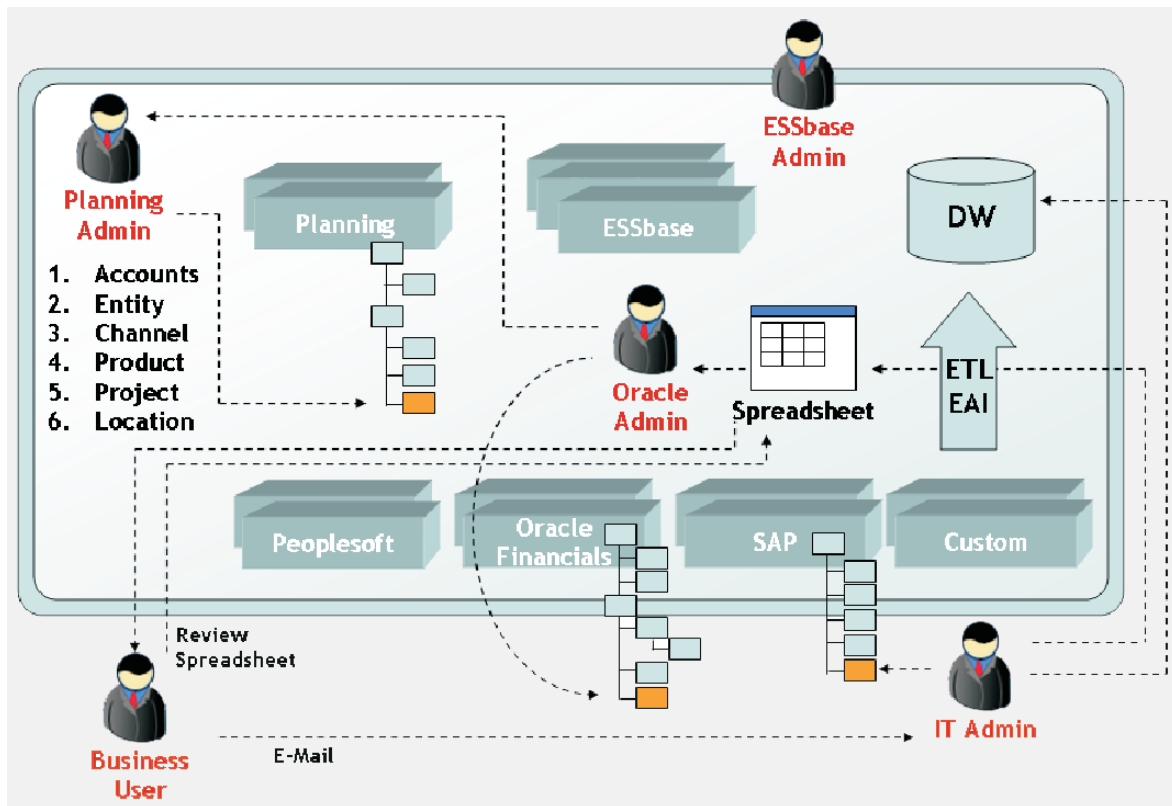 ESSbase
Admin
Planning
Admin
Planning
ESSbase
DW
1. Accounts
2. Entity
3. Channel
4. Product
5. Project
6. Location
Oracle
Admin
Spreadsheet
ETL
EAI
Peoplesoft
Oracle
Financials
SAP
Custom
Review
Spreadsheet
Business
User
E-Mail
IT Admin